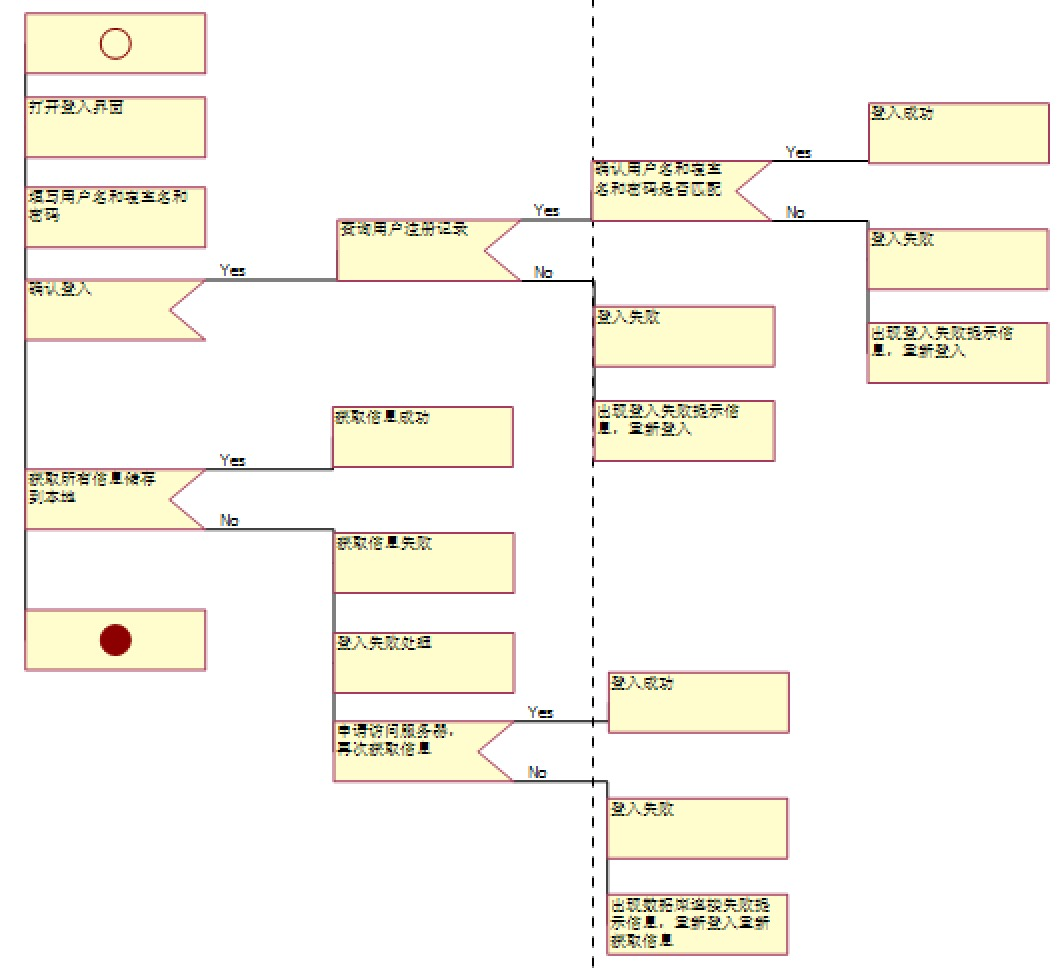 打开登入界面
登入成功
Yes
确认用户名和寝室
名和密码是否匹配
填写用户名和寝室名和
密码
No
Yes
查询用户注册记录
登入失败
No
Yes
确认登入
登入失败
出现登入失败提示信
息，重新登入
出现登入失败提示信
息，重新登入
获取信息成功
Yes
获取所有信息储存
到本地
No
获取信息失败
登入失败处理
登入成功
Yes
申请访问服务器，
再次获取信息
No
登入失败
出现数据库连接失败提
示信息，重新登入重新
获取信息